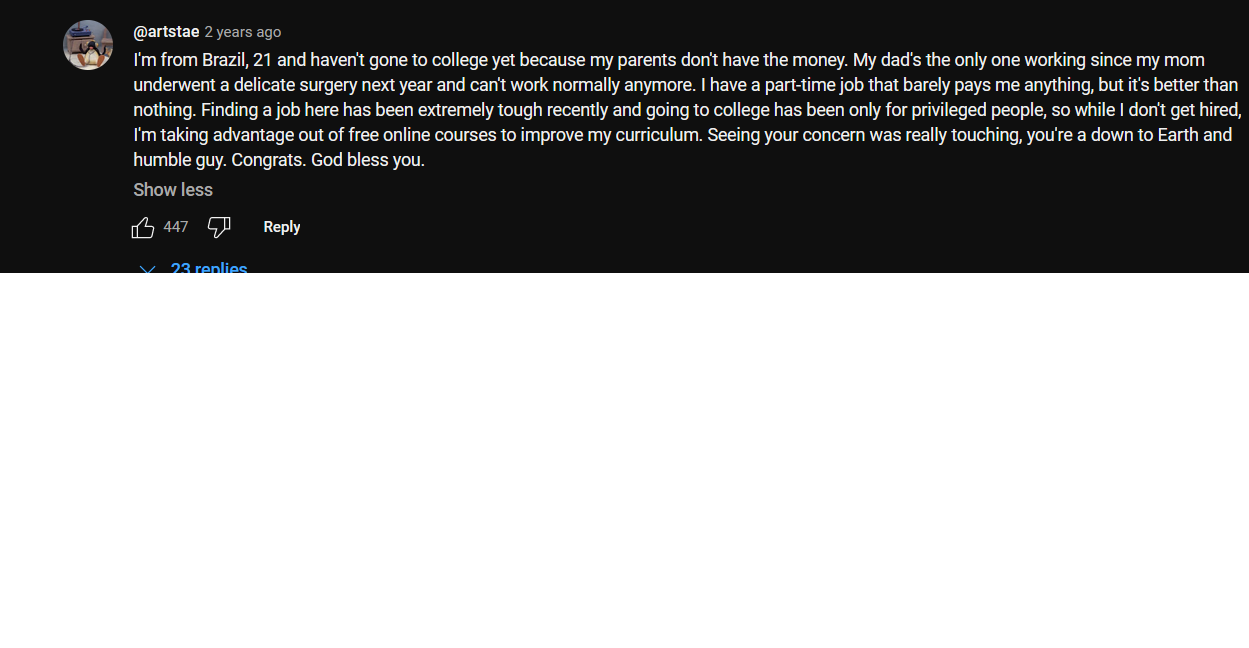 @artstae 2 years ago
I'm from Brazil, 21 and haven't gone to college yet because my parents don't have the money. My dad's the only one working since my mom
underwent a delicate surgery next year and can't work normally anymore. I have a part-time job that barely pays me anything, but it's better than
nothing. Finding a job here has been extremely tough recently and going to college has been only for privileged people, so while I don't get hired,
I'm taking advantage out of free online courses to improve my curriculum. Seeing your concern was really touching, you're a down to Earth and
humble guy. Congrats. God bless you.
Show less
447 Reply
23 replies